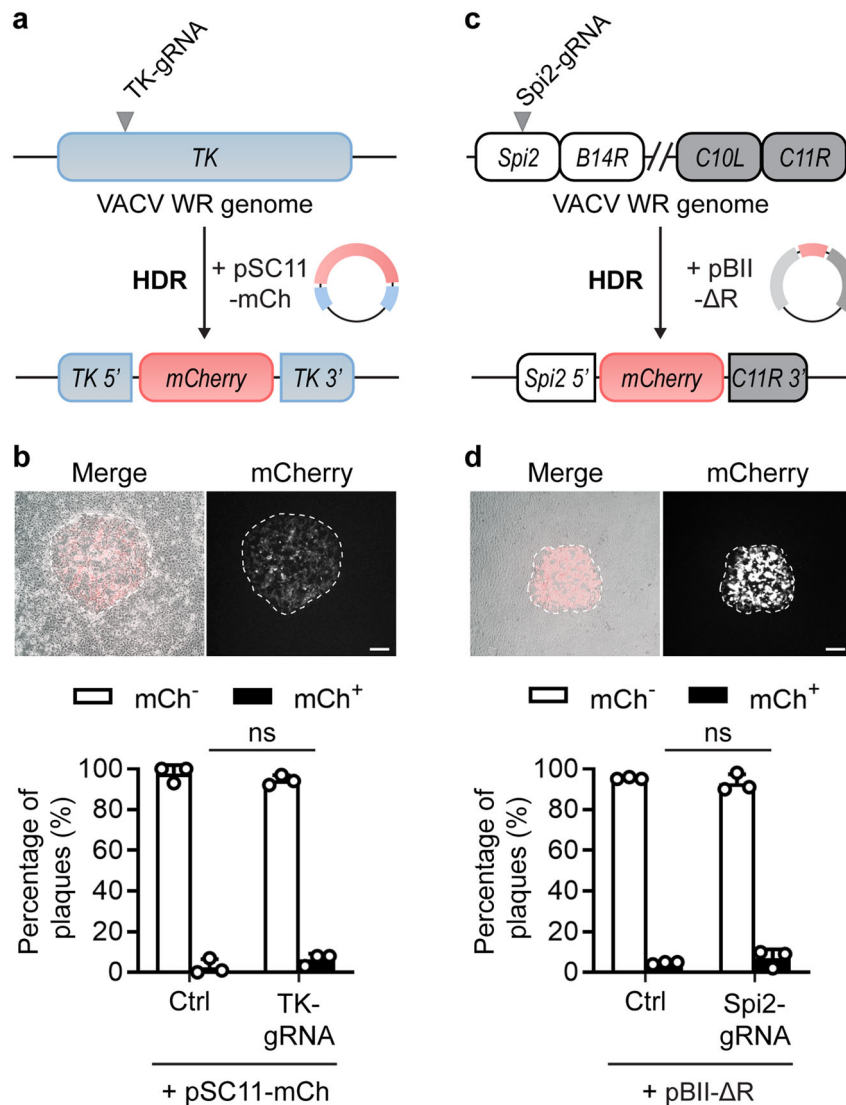 a
TK-gRNA
TK
VACV WR genome
HDR
+ pSC11
-mCh
TK 5’
mCherry
TK 3’
c
Spi2-gRNA
Spi2
B14R
C10L
C11R
VACV WR genome
HDR
+ pBII
-ΔR
Spi2 5’
mCherry
C11R 3’
b
Merge
mCherry
mCh⁻
mCh⁺
ns
Percentage of
plaques (%)
100
80
60
40
20
0
Ctrl
TK-
gRNA
+ pSC11-mCh
d
Merge
mCherry
mCh⁻
mCh⁺
ns
Percentage of
plaques (%)
100
80
60
40
20
0
Ctrl
Spi2-
gRNA
+ pBII-ΔR